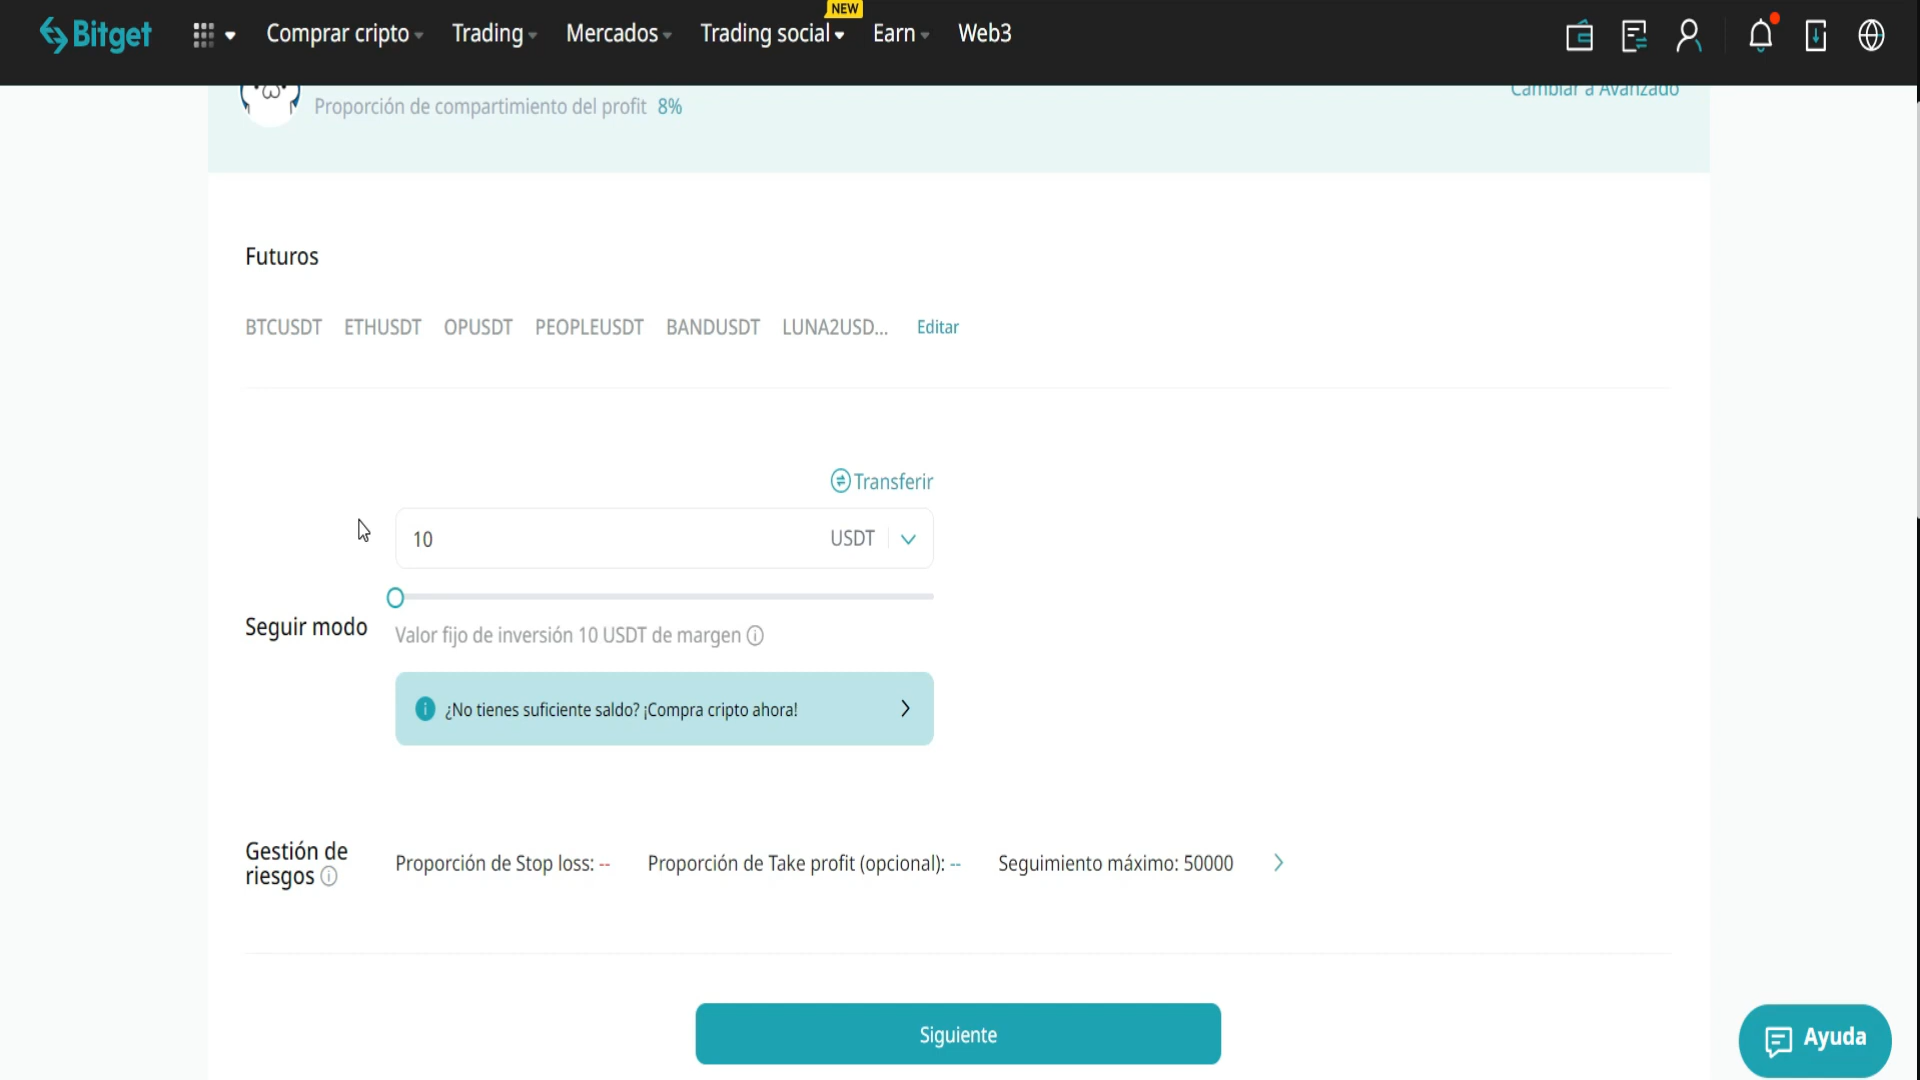 Bitget
Comprar cripto
Trading
Mercados
Trading social
NEW
Earn
Web3
Proporción de compartimiento del profit 8%
Cambiar a Avanzado
Futuros
BTCUSDT ETHUSDT OPUSDT PEOPLEUSDT BANDUSDT LUNA2USD... Editar
Transferir
10 USDT
Seguir modo
Valor fijo de inversión 10 USDT de margen
¿No tienes suficiente saldo? ¡Compra cripto ahora!
Gestión de
riesgos
Proporción de Stop loss: -- Proporción de Take profit (opcional): -- Seguimiento máximo: 50000
Siguiente
Ayuda